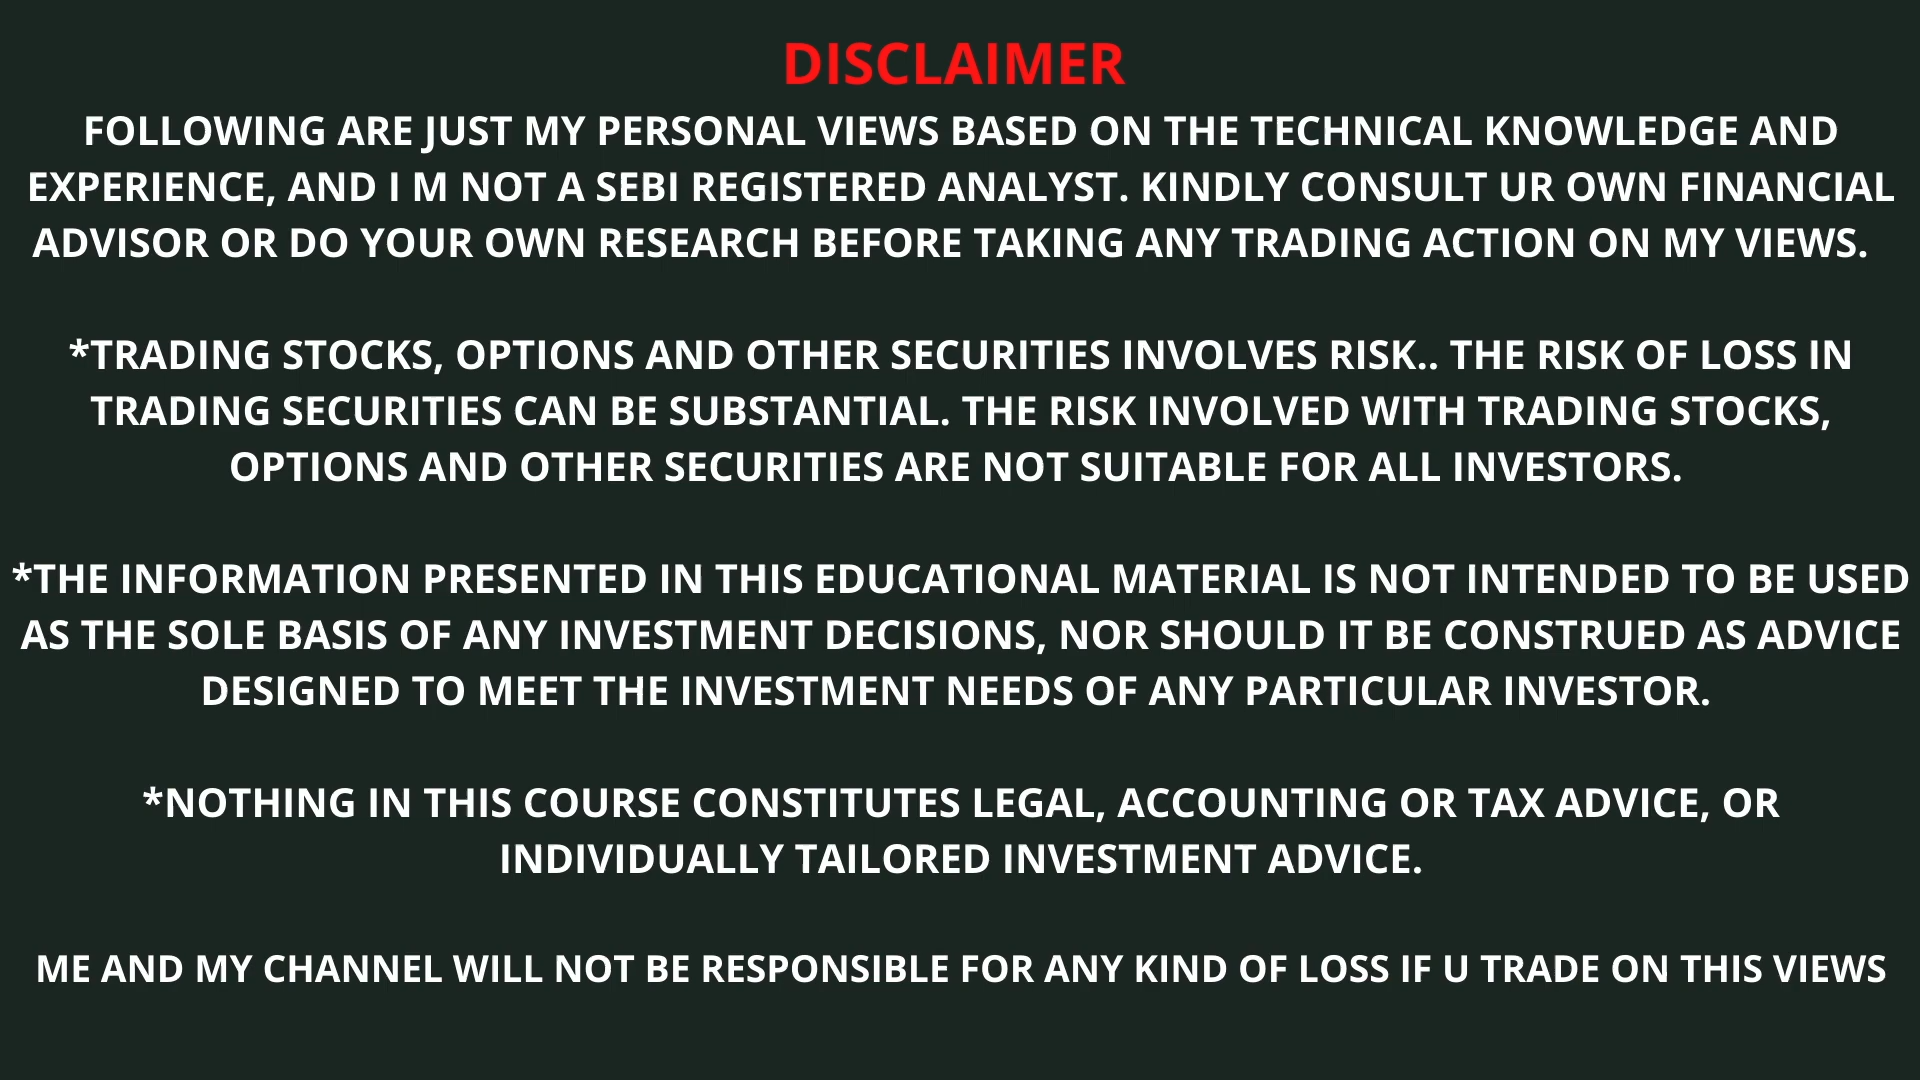 DISCLAIMER
FOLLOWING ARE JUST MY PERSONAL VIEWS BASED ON THE TECHNICAL KNOWLEDGE AND
EXPERIENCE, AND I M NOT A SEBI REGISTERED ANALYST. KINDLY CONSULT UR OWN FINANCIAL
ADVISOR OR DO YOUR OWN RESEARCH BEFORE TAKING ANY TRADING ACTION ON MY VIEWS.
*TRADING STOCKS, OPTIONS AND OTHER SECURITIES INVOLVES RISK.. THE RISK OF LOSS IN
TRADING SECURITIES CAN BE SUBSTANTIAL. THE RISK INVOLVED WITH TRADING STOCKS,
OPTIONS AND OTHER SECURITIES ARE NOT SUITABLE FOR ALL INVESTORS.
*THE INFORMATION PRESENTED IN THIS EDUCATIONAL MATERIAL IS NOT INTENDED TO BE USED
AS THE SOLE BASIS OF ANY INVESTMENT DECISIONS, NOR SHOULD IT BE CONSTRUED AS ADVICE
DESIGNED TO MEET THE INVESTMENT NEEDS OF ANY PARTICULAR INVESTOR.
*NOTHING IN THIS COURSE CONSTITUTES LEGAL, ACCOUNTING OR TAX ADVICE, OR
INDIVIDUALLY TAILORED INVESTMENT ADVICE.
ME AND MY CHANNEL WILL NOT BE RESPONSIBLE FOR ANY KIND OF LOSS IF U TRADE ON THIS VIEWS